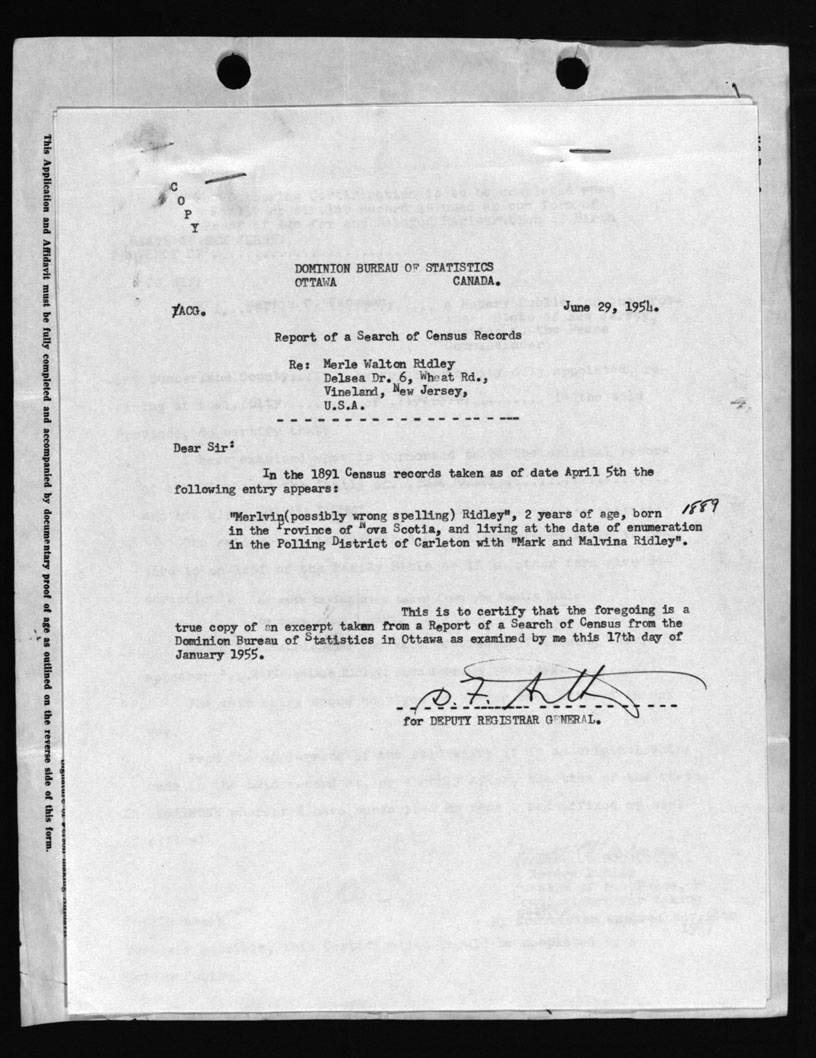 C
O
P
Y
DOMINION BUREAU OF STATISTICS
OTTAWA CANADA.
/ACG. June 29, 1954.
Report of a Search of Census Records
Re: Merle Walton Ridley
Delsea Dr. 6, Wheat Rd.,
Vineland, New Jersey,
U.S.A.
Dear Sir:
In the 1891 Census records taken as of date April 5th the
following entry appears:
"Merlvin(possibly wrong spelling) Ridley", 2 years of age, born 1889
in the Province of Nova Scotia, and living at the date of enumeration
in the Polling District of Carleton with "Mark and Malvina Ridley".
This is to certify that the foregoing is a
true copy of an excerpt taken from a Report of a Search of Census from the
Dominion Bureau of Statistics in Ottawa as examined by me this 17th day of
January 1955.
D. F.
for DEPUTY REGISTRAR GENERAL.
This Application and Affidavit must be fully completed and accompanied by documentary proof of age as outlined on the reverse side of this form.